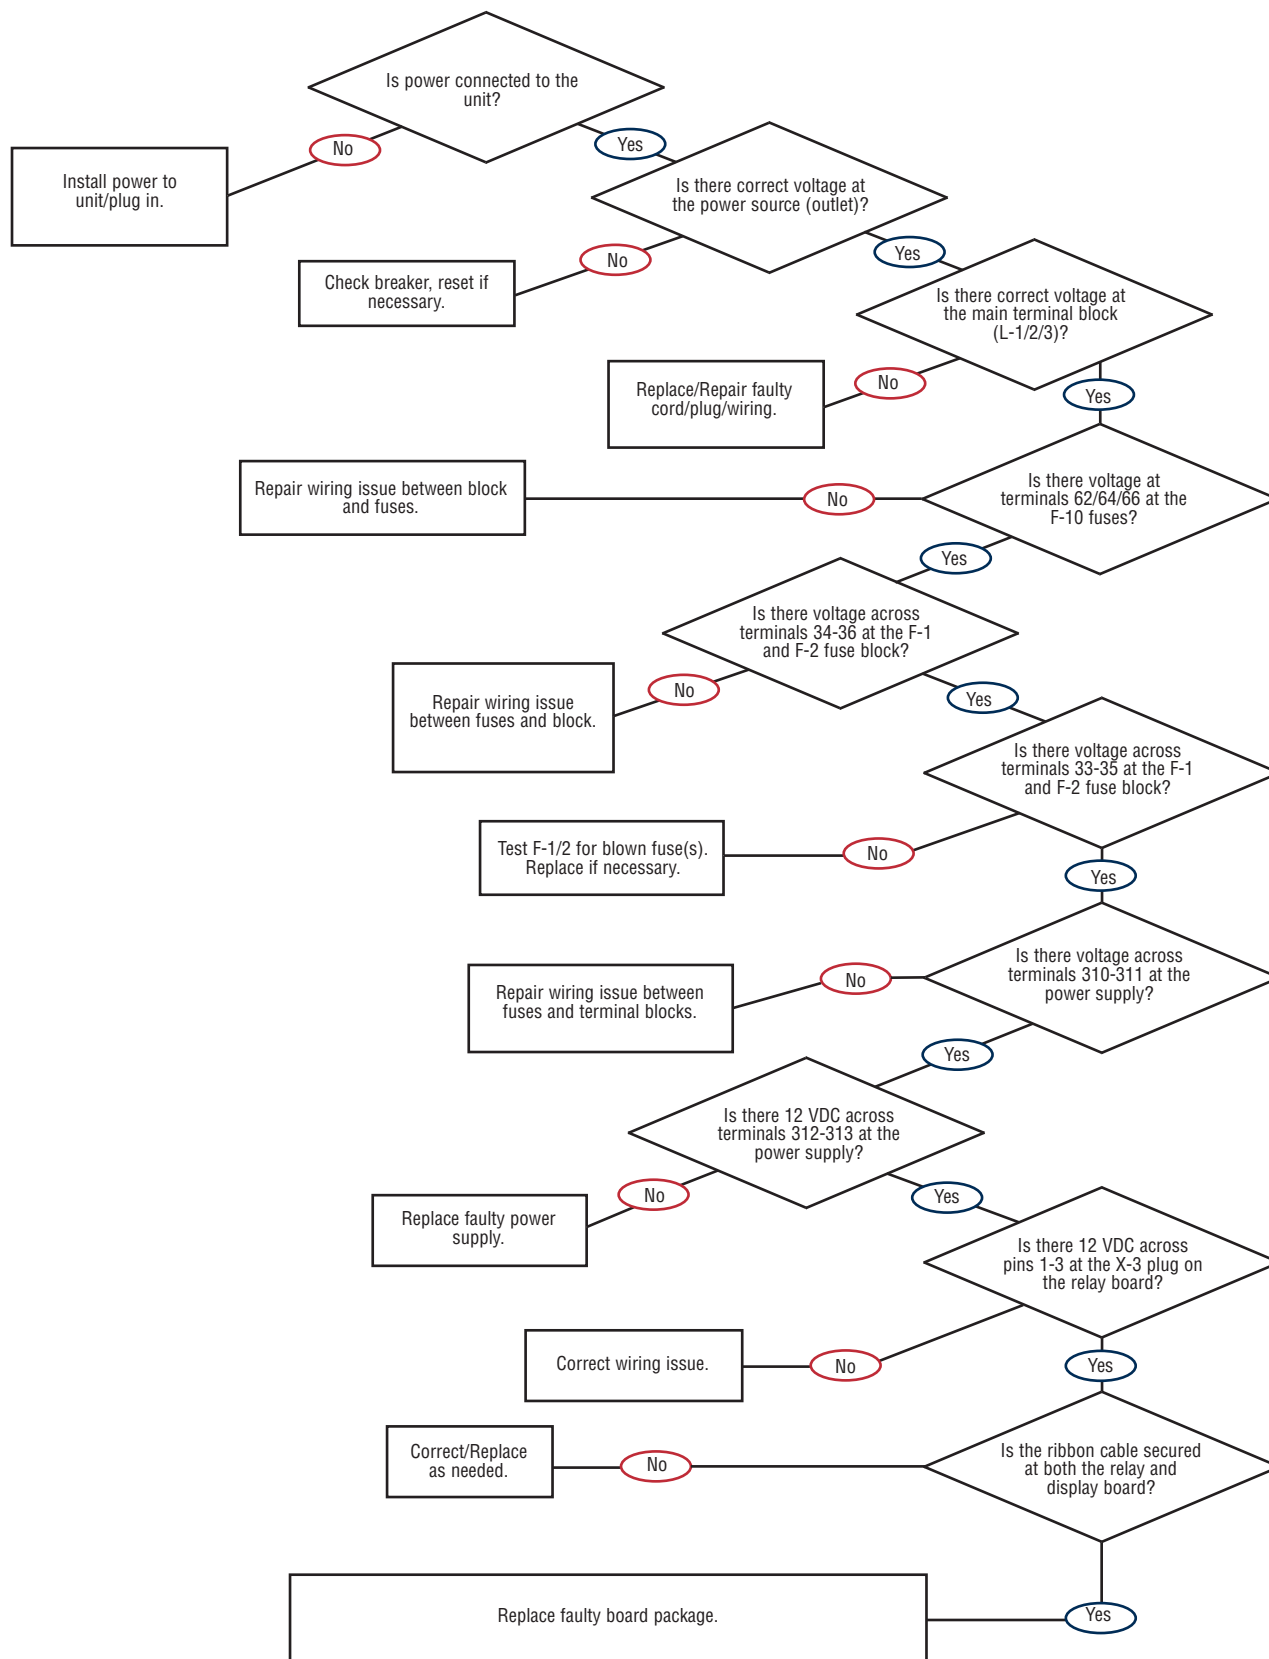 Is power connected to the
unit?
No
Yes
Install power to
unit/plug in.
Is there correct voltage at
the power source (outlet)?
No
Yes
Check breaker, reset if
necessary.
Is there correct voltage at
the main terminal block
(L-1/2/3)?
No
Yes
Replace/Repair faulty
cord/plug/wiring.
Is there voltage at
terminals 62/64/66 at the
F-10 fuses?
No
Repair wiring issue between block
and fuses.
Yes
Is there voltage across
terminals 34-36 at the F-1
and F-2 fuse block?
No
Yes
Repair wiring issue
between fuses and block.
Is there voltage across
terminals 33-35 at the F-1
and F-2 fuse block?
No
Test F-1/2 for blown fuse(s).
Replace if necessary.
Yes
Is there voltage across
terminals 310-311 at the
power supply?
No
Repair wiring issue between
fuses and terminal blocks.
Yes
Is there 12 VDC across
terminals 312-313 at the
power supply?
No
Yes
Replace faulty power
supply.
Is there 12 VDC across
pins 1-3 at the X-3 plug on
the relay board?
No
Correct wiring issue.
Yes
Is the ribbon cable secured
at both the relay and
display board?
No
Correct/Replace
as needed.
Yes
Replace faulty board package.